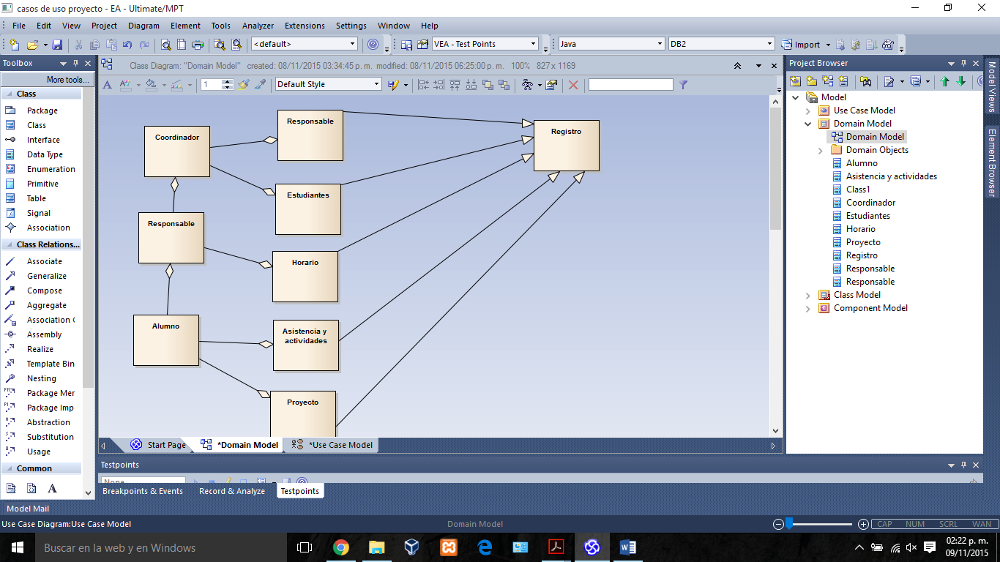 casos de uso proyecto - EA - Ultimate/MPT
File Edit View Project Diagram Element Tools Analyzer Extensions Settings Window Help
<default> VEA - Test Points Java DB2 Import
Toolbox
More tools...
Class
Package
Class
Interface
Data Type
Enumeration
Primitive
Table
Signal
Association
Class Relations...
Associate
Generalize
Compose
Aggregate
Association (
Assembly
Realize
Template Bin
Nesting
Package Mer
Package Imp
Abstraction
Substitution
Usage
Common
A
Class Diagram: "Domain Model" created: 08/11/2015 03:34:45 p. m. modified: 08/11/2015 06:25:00 p. m. 100% 827 x 1169
A A 1 Default Style
Responsable
Coordinador
Registro
Estudiantes
Responsable
Horario
Alumno
Asistencia y
actividades
Proyecto
Start Page *Domain Model *Use Case Model
Testpoints
None
Breakpoints & Events Record & Analyze Testpoints
Project Browser
Model
Use Case Model
Domain Model
Domain Model
Domain Objects
Alumno
Asistencia y actividades
Class1
Coordinador
Estudiantes
Horario
Proyecto
Registro
Responsable
Responsable
Class Model
Component Model
Model Views
Element Browser
Model Mail
Use Case Diagram:Use Case Model Domain Model CAP NUM SCRL WAN
Buscar en la web y en Windows
02:22 p. m.
09/11/2015